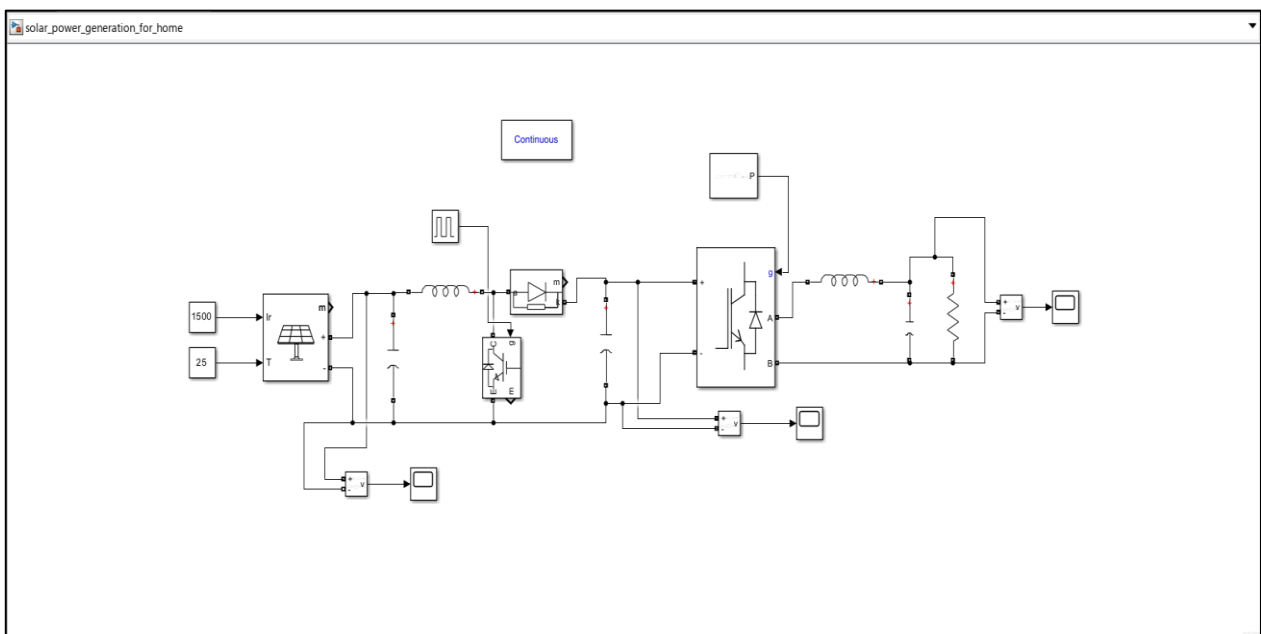 solar_power_generation_for_home
Continuous
P
g
m
+
A
k
C
g
1500
Ir
m
+
-
25
T
-
B
E
m
+
-
v
+
-
v
+
-
v